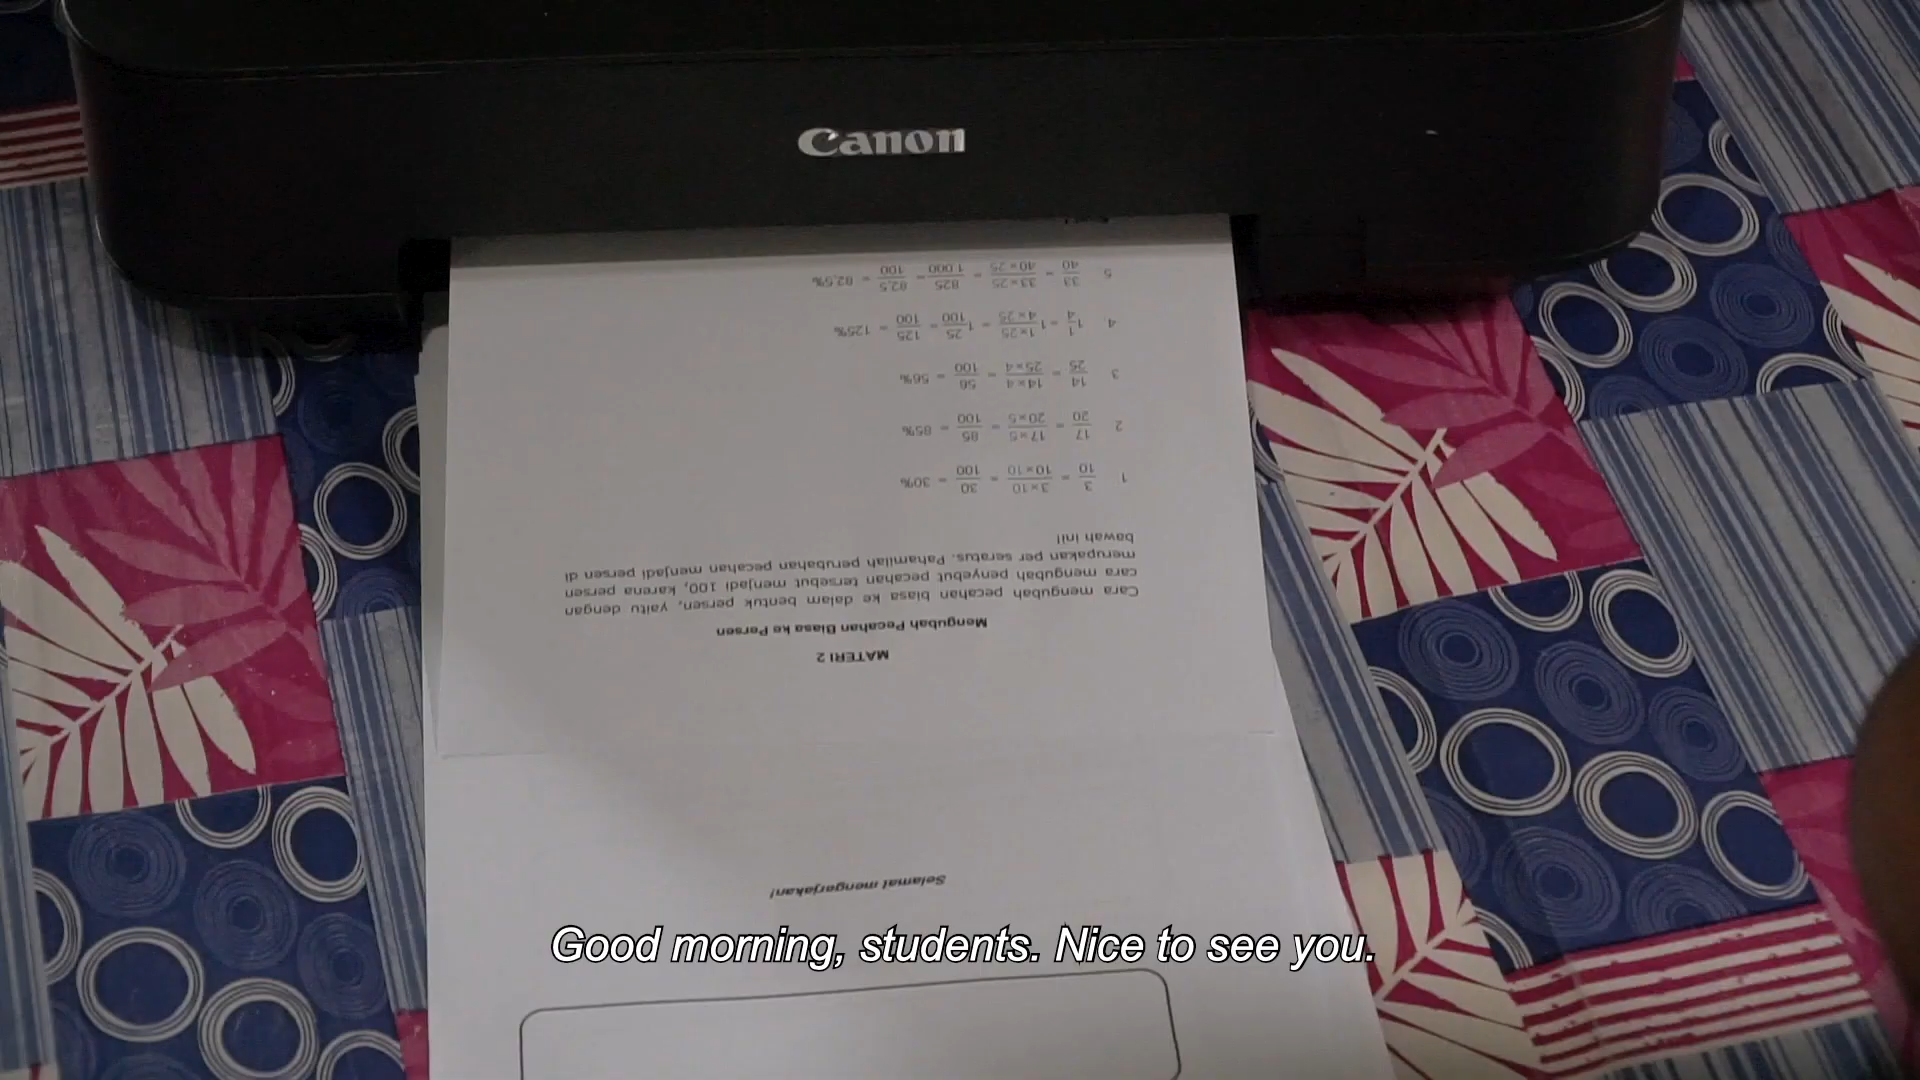 Canon
MATERI 2
Mengubah Pecahan Biasa ke Persen
Cara mengubah pecahan biasa ke dalam bentuk persen, yaitu dengan
cara mengubah penyebut pecahan tersebut menjadi 100, karena persen
merupakan per seratus. Pahamilah perubahan pecahan menjadi persen di
bawah ini!
1 3/10 = 3×10/10×10 = 30/100 = 30%
2 17/20 = 17×5/20×5 = 85/100 = 85%
3 14/25 = 14×4/25×4 = 56/100 = 56%
4. 1 1/4 = 1 1×25/4×25 = 1 25/100 = 125/100 = 125%
5 33/40 = 33×25/40×25 = 825/1.000 = 82,5/100 = 82,5%
Selamat mengerjakan!
Good morning, students. Nice to see you.